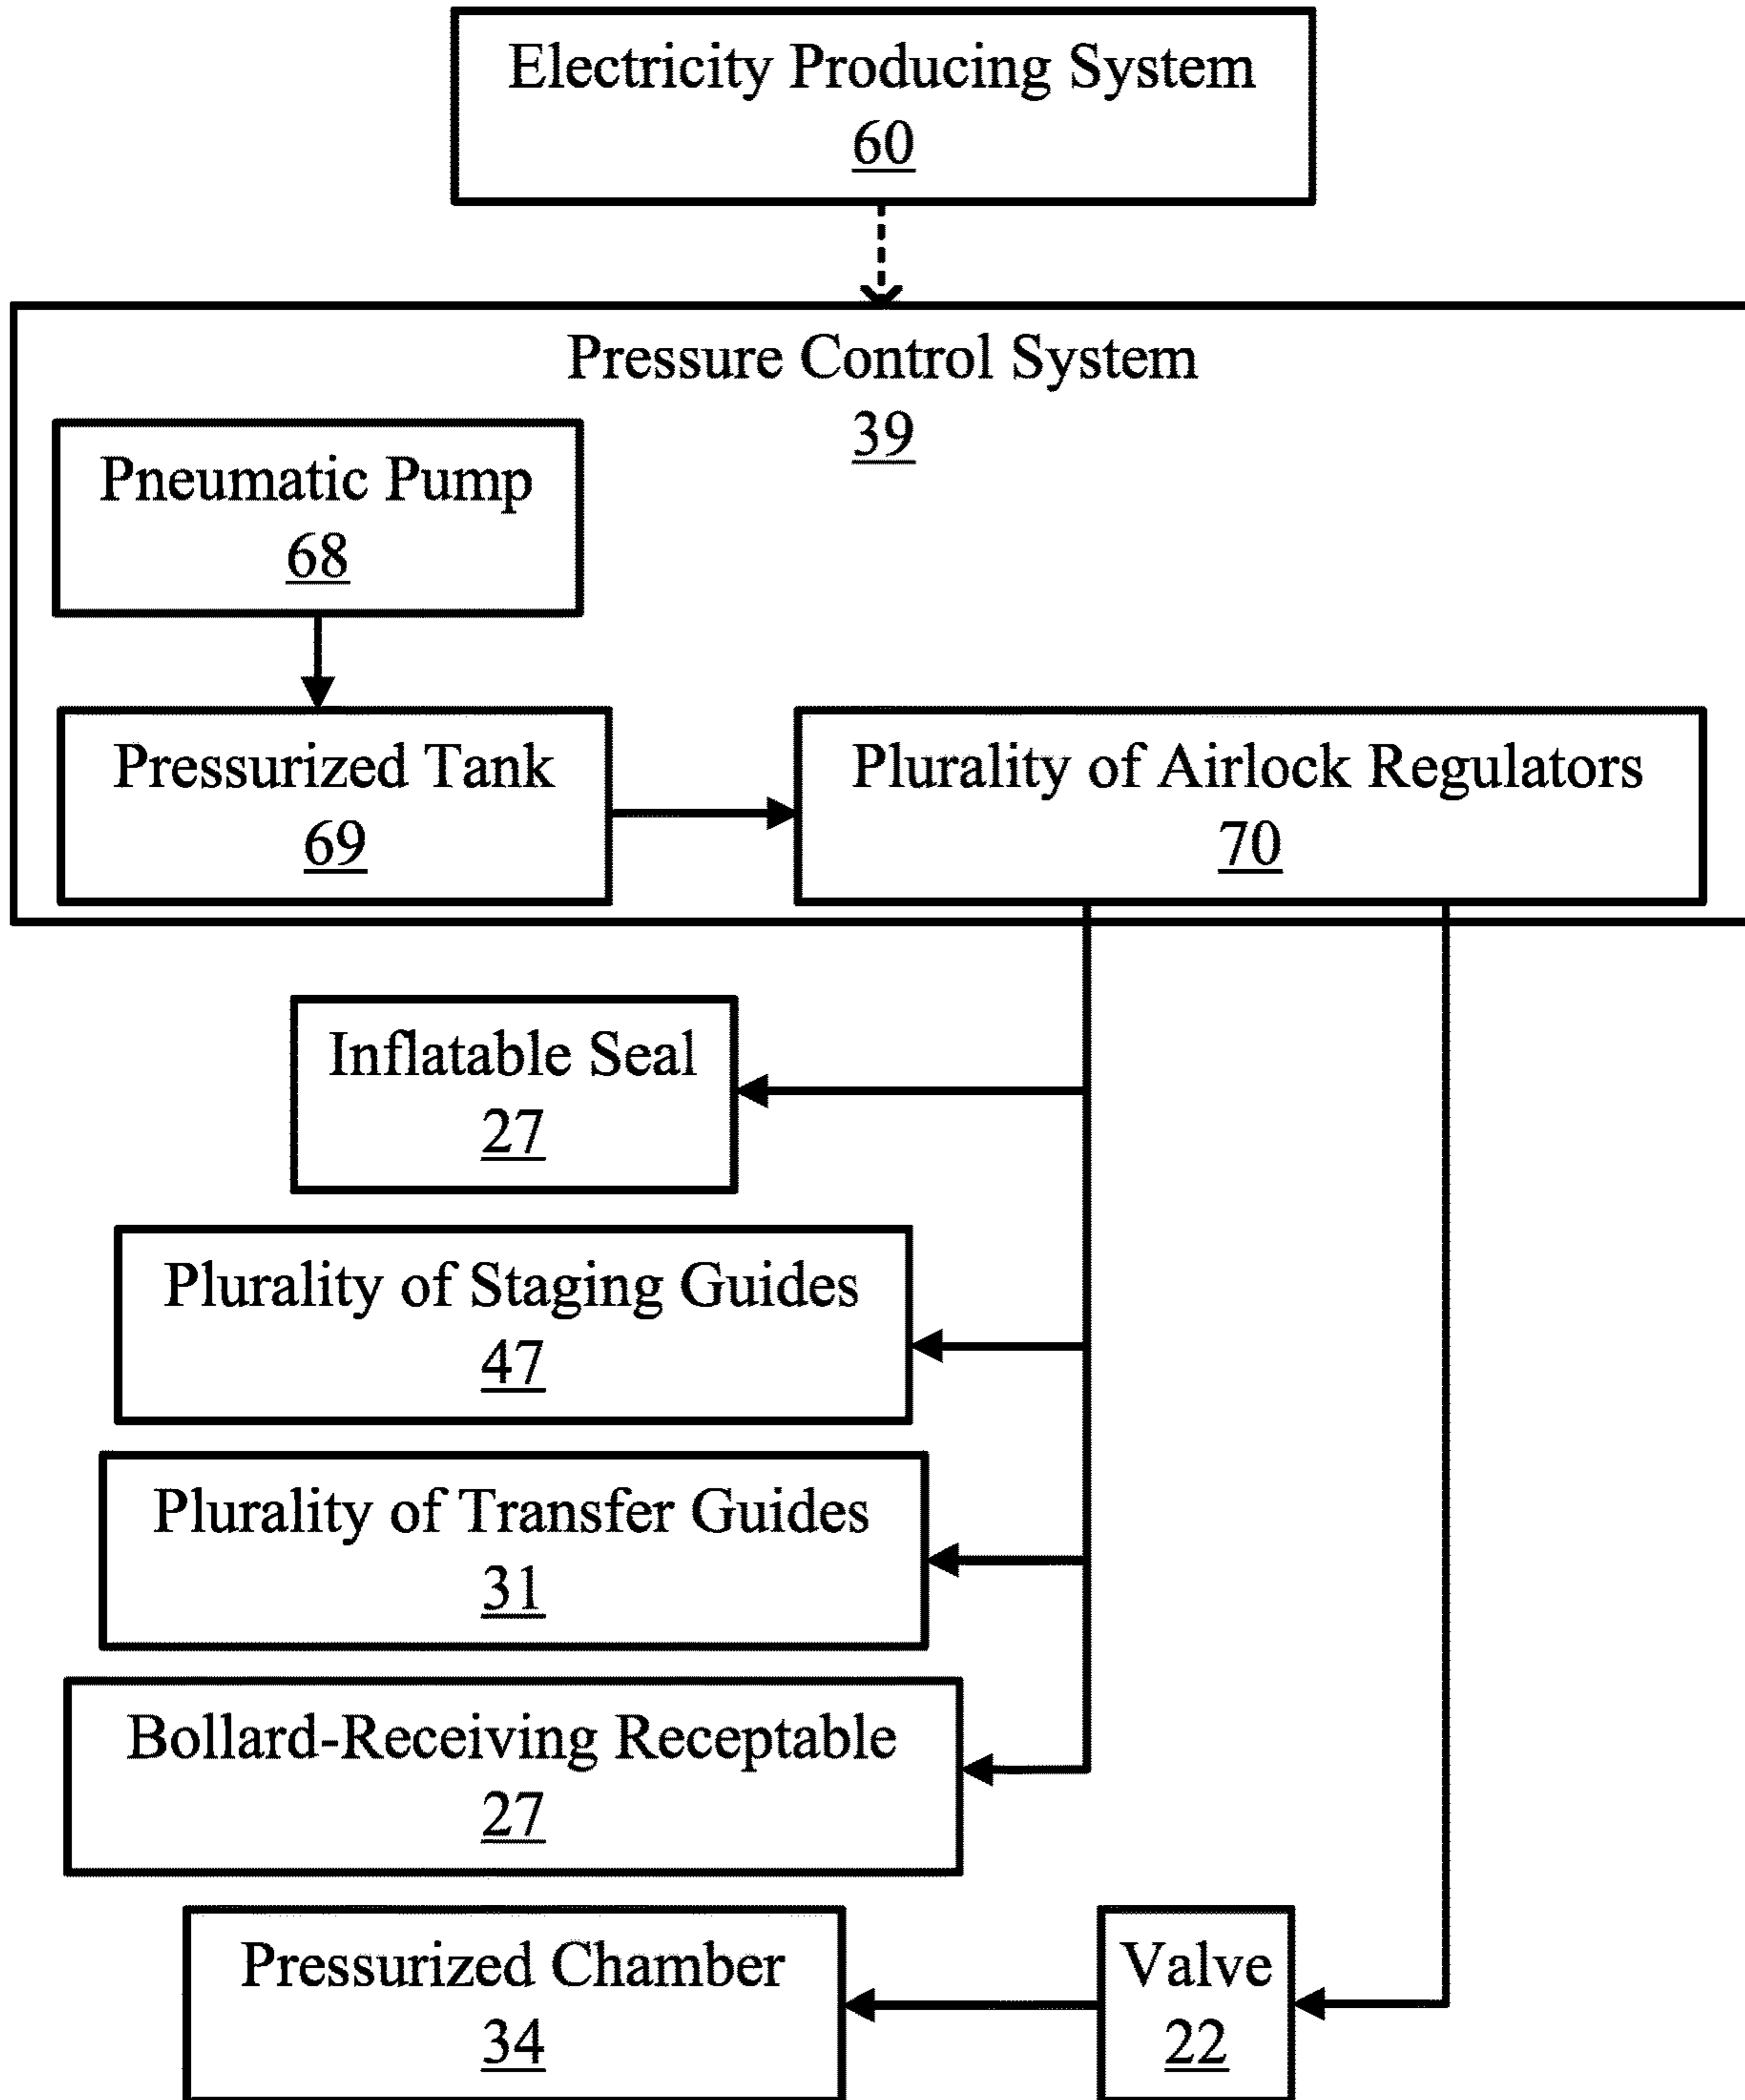 Electricity Producing System
60
Pressure Control System
39
Pneumatic Pump
68
Pressurized Tank
69
Plurality of Airlock Regulators
70
Inflatable Seal
27
Plurality of Staging Guides
47
Plurality of Transfer Guides
31
Bollard-Receiving Receptable
27
Pressurized Chamber
34
Valve
22